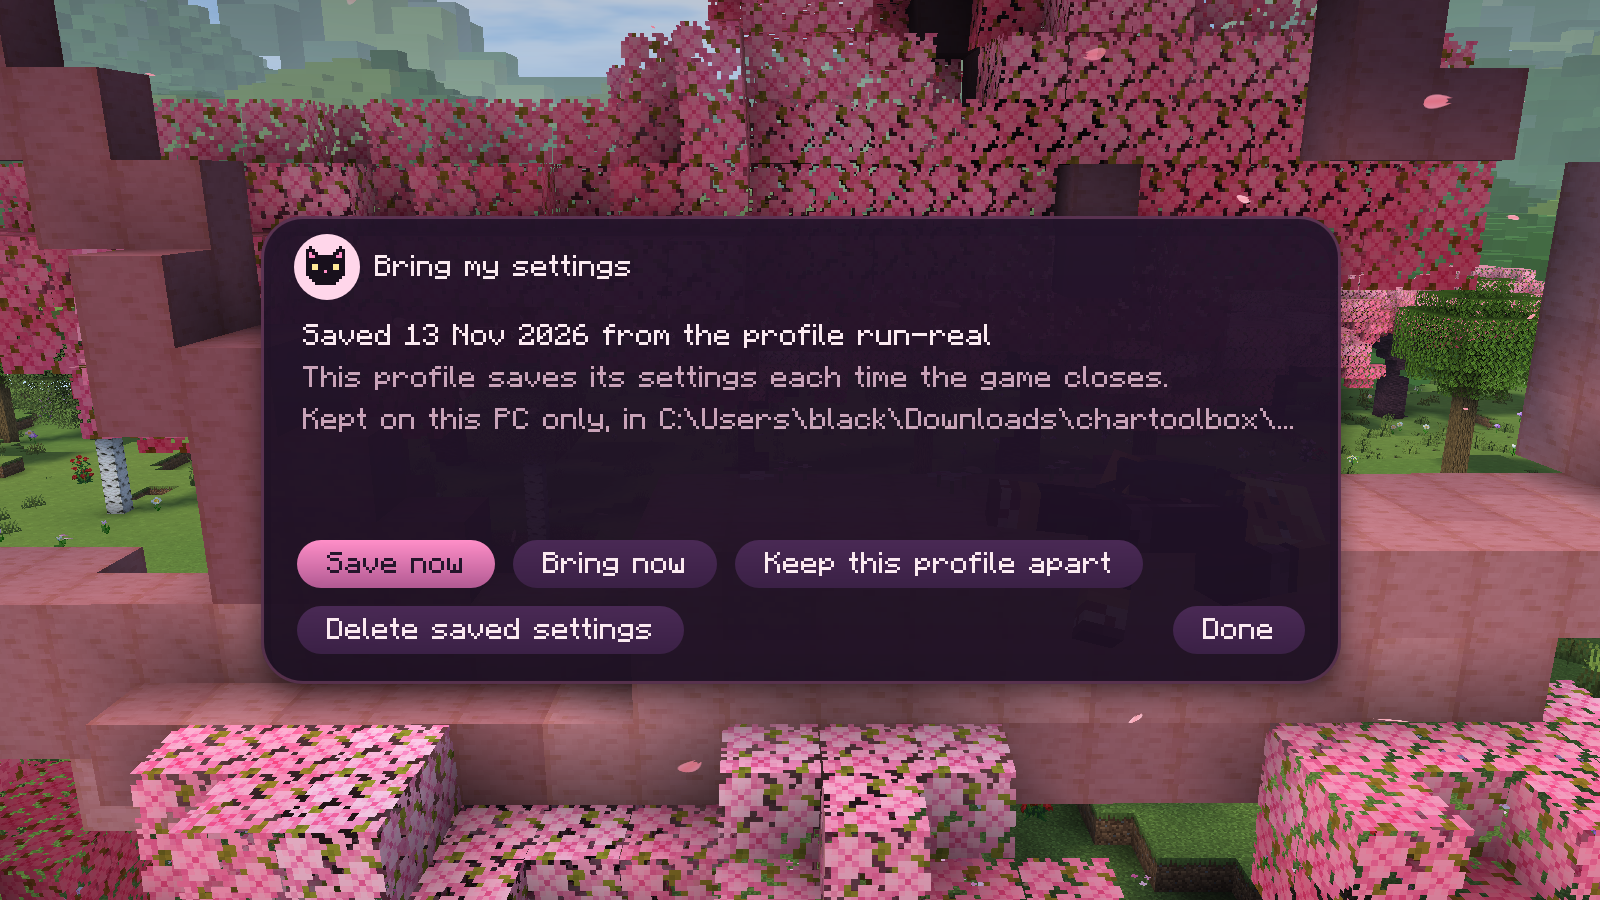 Bring my settings
Saved 13 Nov 2026 from the profile run-real
This profile saves its settings each time the game closes.
Kept on this PC only, in C:\Users\black\Downloads\chartoolbox\...
Save now
Bring now
Keep this profile apart
Delete saved settings
Done